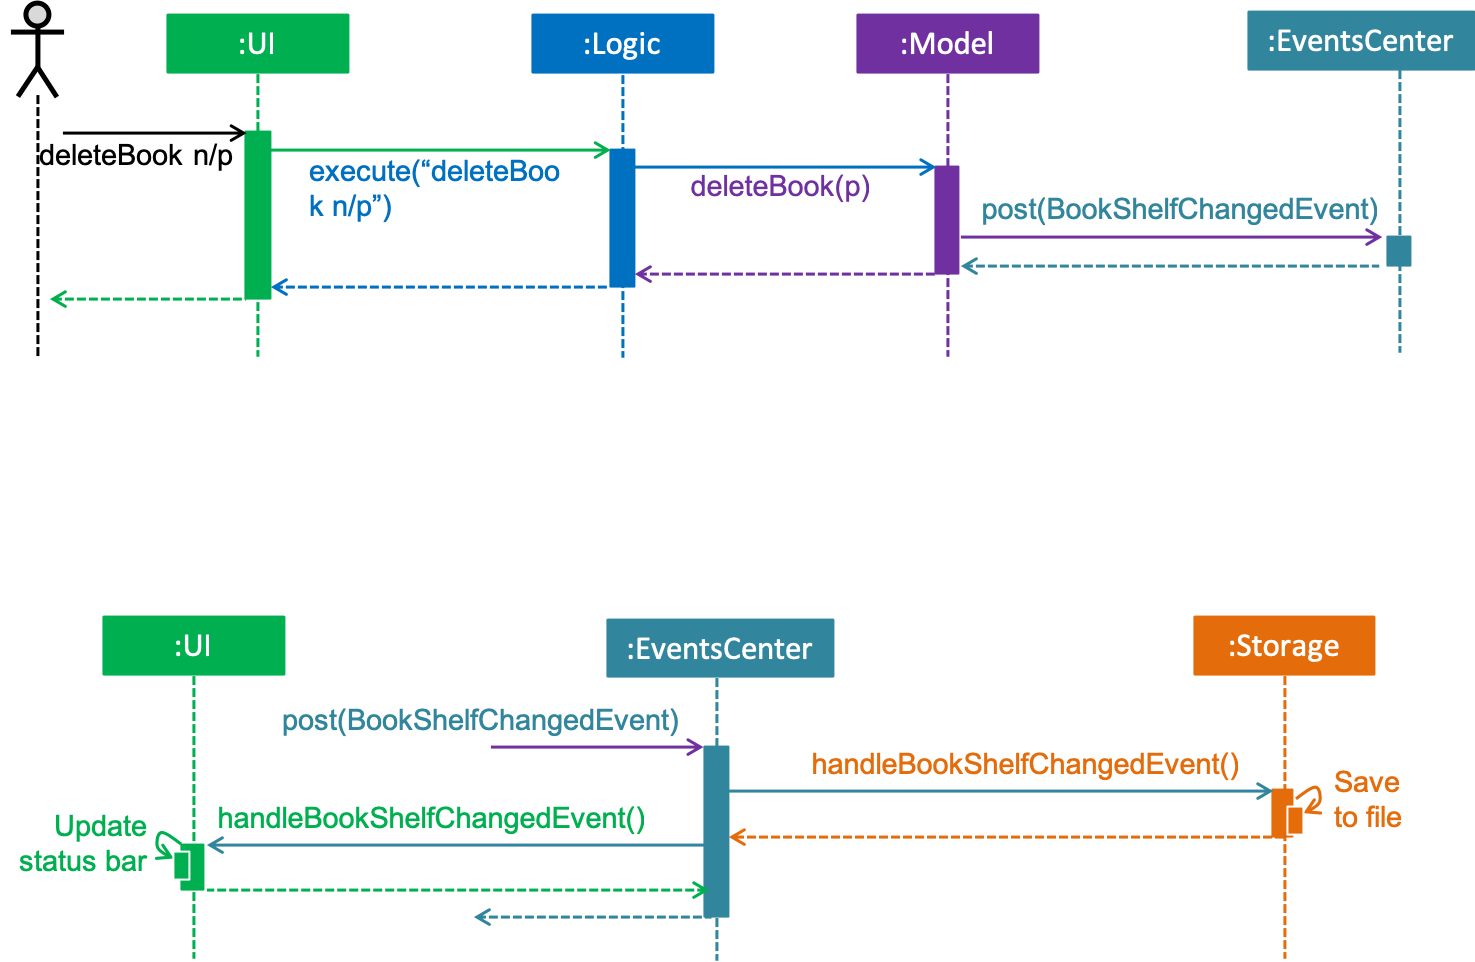 :UI
:Logic
:Model
:EventsCenter
deleteBook n/p
execute(“deleteBoo
k n/p”)
deleteBook(p)
post(BookShelfChangedEvent)
:UI
:EventsCenter
:Storage
post(BookShelfChangedEvent)
handleBookShelfChangedEvent()
Save
to file
handleBookShelfChangedEvent()
Update
status bar